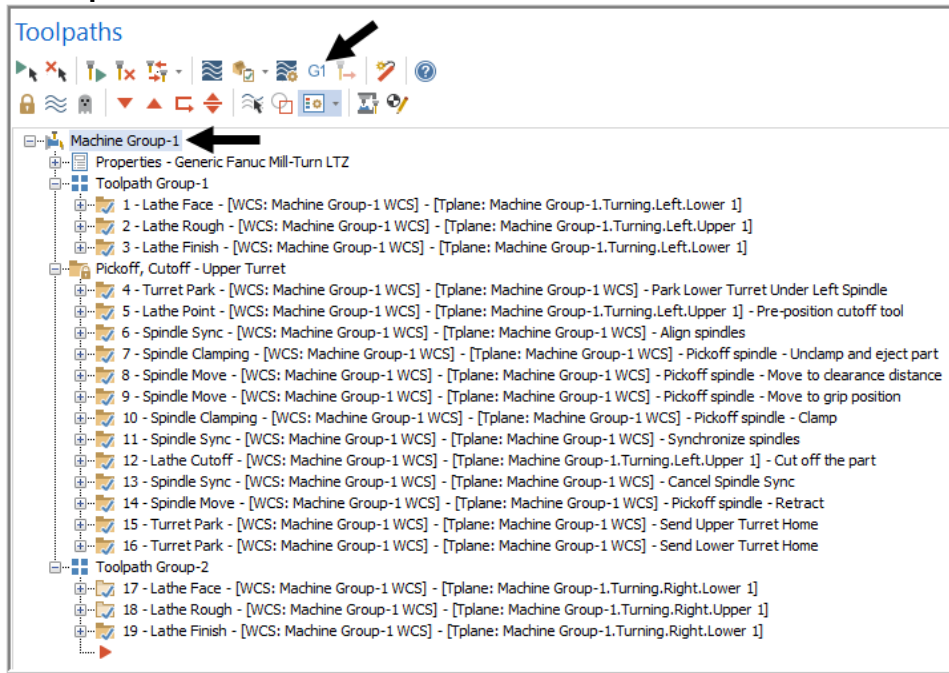 Toolpaths
G1
Machine Group-1
Properties - Generic Fanuc Mill-Turn LTZ
Toolpath Group-1
1 - Lathe Face - [WCS: Machine Group-1 WCS] - [Tplane: Machine Group-1.Turning.Left.Lower 1]
2 - Lathe Rough - [WCS: Machine Group-1 WCS] - [Tplane: Machine Group-1.Turning.Left.Upper 1]
3 - Lathe Finish - [WCS: Machine Group-1 WCS] - [Tplane: Machine Group-1.Turning.Left.Lower 1]
Pickoff, Cutoff - Upper Turret
4 - Turret Park - [WCS: Machine Group-1 WCS] - [Tplane: Machine Group-1 WCS] - Park Lower Turret Under Left Spindle
5 - Lathe Point - [WCS: Machine Group-1 WCS] - [Tplane: Machine Group-1.Turning.Left.Upper 1] - Pre-position cutoff tool
6 - Spindle Sync - [WCS: Machine Group-1 WCS] - [Tplane: Machine Group-1 WCS] - Align spindles
7 - Spindle Clamping - [WCS: Machine Group-1 WCS] - [Tplane: Machine Group-1 WCS] - Pickoff spindle - Unclamp and eject part
8 - Spindle Move - [WCS: Machine Group-1 WCS] - [Tplane: Machine Group-1 WCS] - Pickoff spindle - Move to clearance distance
9 - Spindle Move - [WCS: Machine Group-1 WCS] - [Tplane: Machine Group-1 WCS] - Pickoff spindle - Move to grip position
10 - Spindle Clamping - [WCS: Machine Group-1 WCS] - [Tplane: Machine Group-1 WCS] - Pickoff spindle - Clamp
11 - Spindle Sync - [WCS: Machine Group-1 WCS] - [Tplane: Machine Group-1 WCS] - Synchronize spindles
12 - Lathe Cutoff - [WCS: Machine Group-1 WCS] - [Tplane: Machine Group-1.Turning.Left.Upper 1] - Cut off the part
13 - Spindle Sync - [WCS: Machine Group-1 WCS] - [Tplane: Machine Group-1 WCS] - Cancel Spindle Sync
14 - Spindle Move - [WCS: Machine Group-1 WCS] - [Tplane: Machine Group-1 WCS] - Pickoff spindle - Retract
15 - Turret Park - [WCS: Machine Group-1 WCS] - [Tplane: Machine Group-1 WCS] - Send Upper Turret Home
16 - Turret Park - [WCS: Machine Group-1 WCS] - [Tplane: Machine Group-1 WCS] - Send Lower Turret Home
Toolpath Group-2
17 - Lathe Face - [WCS: Machine Group-1 WCS] - [Tplane: Machine Group-1.Turning.Right.Lower 1]
18 - Lathe Rough - [WCS: Machine Group-1 WCS] - [Tplane: Machine Group-1.Turning.Right.Upper 1]
19 - Lathe Finish - [WCS: Machine Group-1 WCS] - [Tplane: Machine Group-1.Turning.Right.Lower 1]